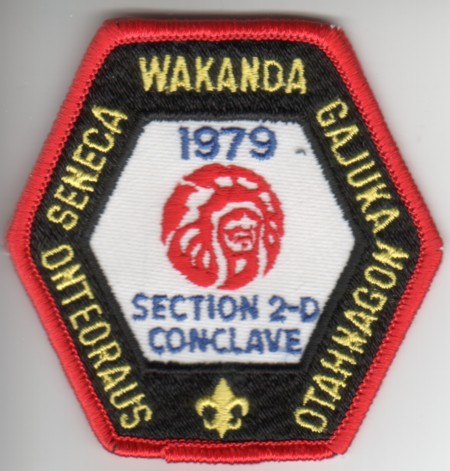 WAKANDA
GAJUKA
OTAHNAGON
ONTEORAUS
SENECA
1979
SECTION 2-D
CONCLAVE